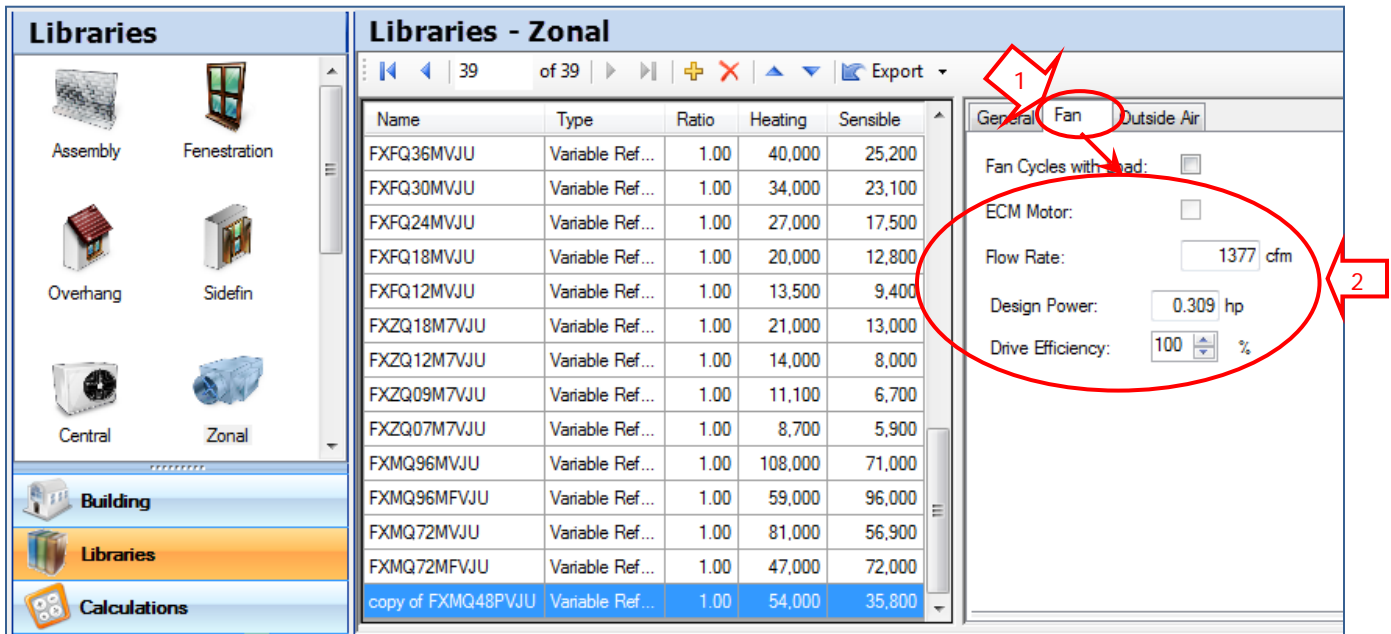 Libraries
Assembly
Fenestration
Overhang
Sidefin
Central
Zonal
Building
Libraries
Calculations
Libraries - Zonal
39 of 39 Export
Name Type Ratio Heating Sensible
FXFQ36MVJU Variable Ref... 1.00 40,000 25,200
FXFQ30MVJU Variable Ref... 1.00 34,000 23,100
FXFQ24MVJU Variable Ref... 1.00 27,000 17,500
FXFQ18MVJU Variable Ref... 1.00 20,000 12,800
FXFQ12MVJU Variable Ref... 1.00 13,500 9,400
FXZQ18M7VJU Variable Ref... 1.00 21,000 13,000
FXZQ12M7VJU Variable Ref... 1.00 14,000 8,000
FXZQ09M7VJU Variable Ref... 1.00 11,100 6,700
FXZQ07M7VJU Variable Ref... 1.00 8,700 5,900
FXMQ96MVJU Variable Ref... 1.00 108,000 71,000
FXMQ96MFVJU Variable Ref... 1.00 59,000 96,000
FXMQ72MVJU Variable Ref... 1.00 81,000 56,900
FXMQ72MFVJU Variable Ref... 1.00 47,000 72,000
copy of FXMQ48PVJU Variable Ref... 1.00 54,000 35,800
1
General Fan Outside Air
Fan Cycles with Load:
ECM Motor:
Flow Rate: 1377 cfm
Design Power: 0.309 hp
Drive Efficiency: 100 %
2